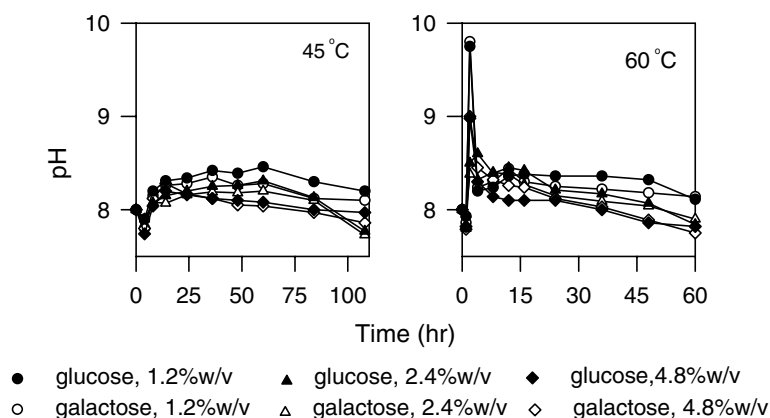 10
9
8
pH
45 °C
0 25 50 75 100
10
9
8
60 °C
0 15 30 45 60
Time (hr)
glucose, 1.2%w/v glucose, 2.4%w/v glucose,4.8%w/v
galactose, 1.2%w/v galactose, 2.4%w/v galactose, 4.8%w/v